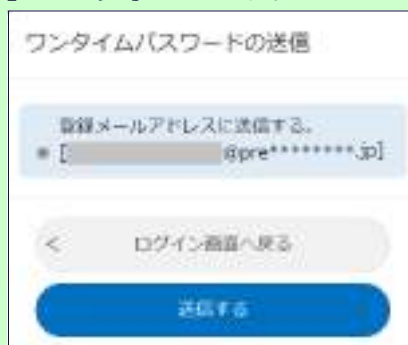 ワンタイムパスワードの送信
登録メールアドレスに送信する。
[ @pre********.jp]
< ログイン画面へ戻る
送信する